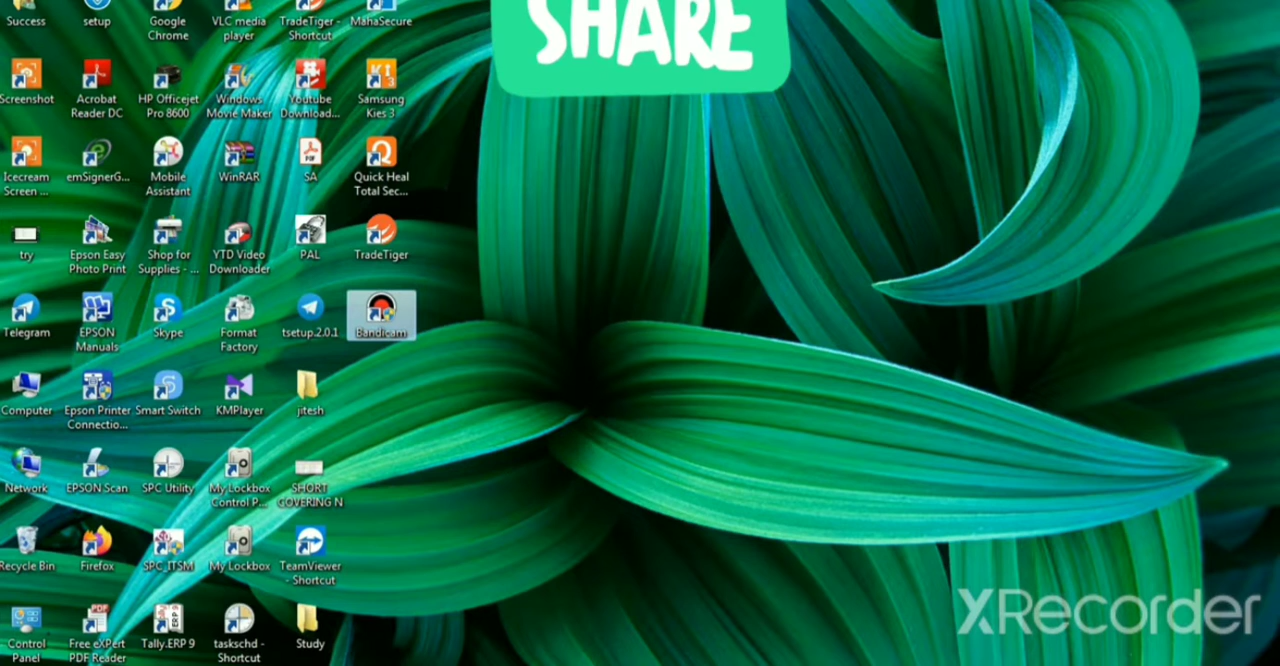 SHARE
Success
setup
Google
Chrome
VLC media
player
TradeTiger -
Shortcut
MahaSecure
Screenshot
Acrobat
Reader DC
HP Officejet
Pro 8600
Windows
Movie Maker
Youtube
Download...
Samsung
Kies 3
Icecream
Screen ...
emSignerG...
Mobile
Assistant
WinRAR
SA
Quick Heal
Total Sec...
try
Epson Easy
Photo Print
Shop for
Supplies - ...
YTD Video
Downloader
PAL
TradeTiger
Telegram
EPSON
Manuals
Skype
Format
Factory
tsetup.2.0.1
Bandicam
Computer
Epson Printer
Connectio...
Smart Switch
KMPlayer
jitesh
Network
EPSON Scan
SPC Utility
My Lockbox
Control P...
SHORT
COVERING N
Recycle Bin
Firefox
SPC_ITSM
My Lockbox
TeamViewer
- Shortcut
Control
Panel
Free eXPert
PDF Reader
Tally.ERP 9
taskschd -
Shortcut
Study
XRecorder